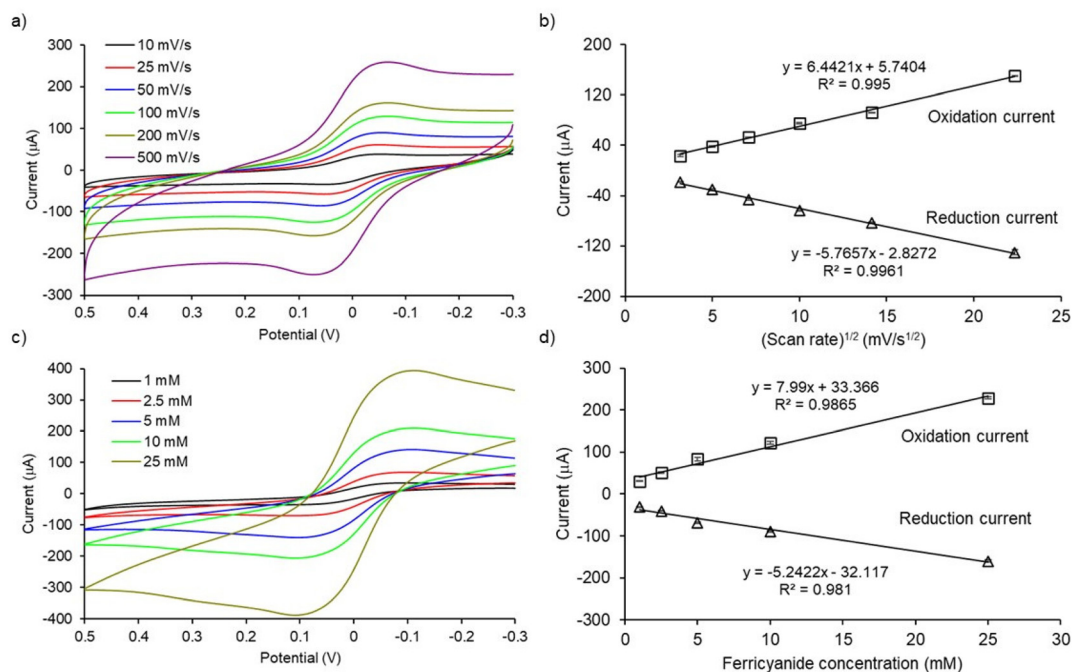 a)
300
200
100
0
-100
-200
-300
Current (µA)
10 mV/s
25 mV/s
50 mV/s
100 mV/s
200 mV/s
500 mV/s
0.5 0.4 0.3 0.2 0.1 0 -0.1 -0.2 -0.3
Potential (V)
b)
200
120
40
-40
-120
-200
Current (µA)
y = 6.4421x + 5.7404
R² = 0.995
Oxidation current
Reduction current
y = -5.7657x - 2.8272
R² = 0.9961
0 5 10 15 20 25
(Scan rate)¹/² (mV/s¹/²)
c)
400
300
200
100
0
-100
-200
-300
-400
Current (µA)
1 mM
2.5 mM
5 mM
10 mM
25 mM
0.5 0.4 0.3 0.2 0.1 0 -0.1 -0.2 -0.3
Potential (V)
d)
300
200
100
0
-100
-200
-300
Current (µA)
y = 7.99x + 33.366
R² = 0.9865
Oxidation current
Reduction current
y = -5.2422x - 32.117
R² = 0.981
0 5 10 15 20 25 30
Ferricyanide concentration (mM)